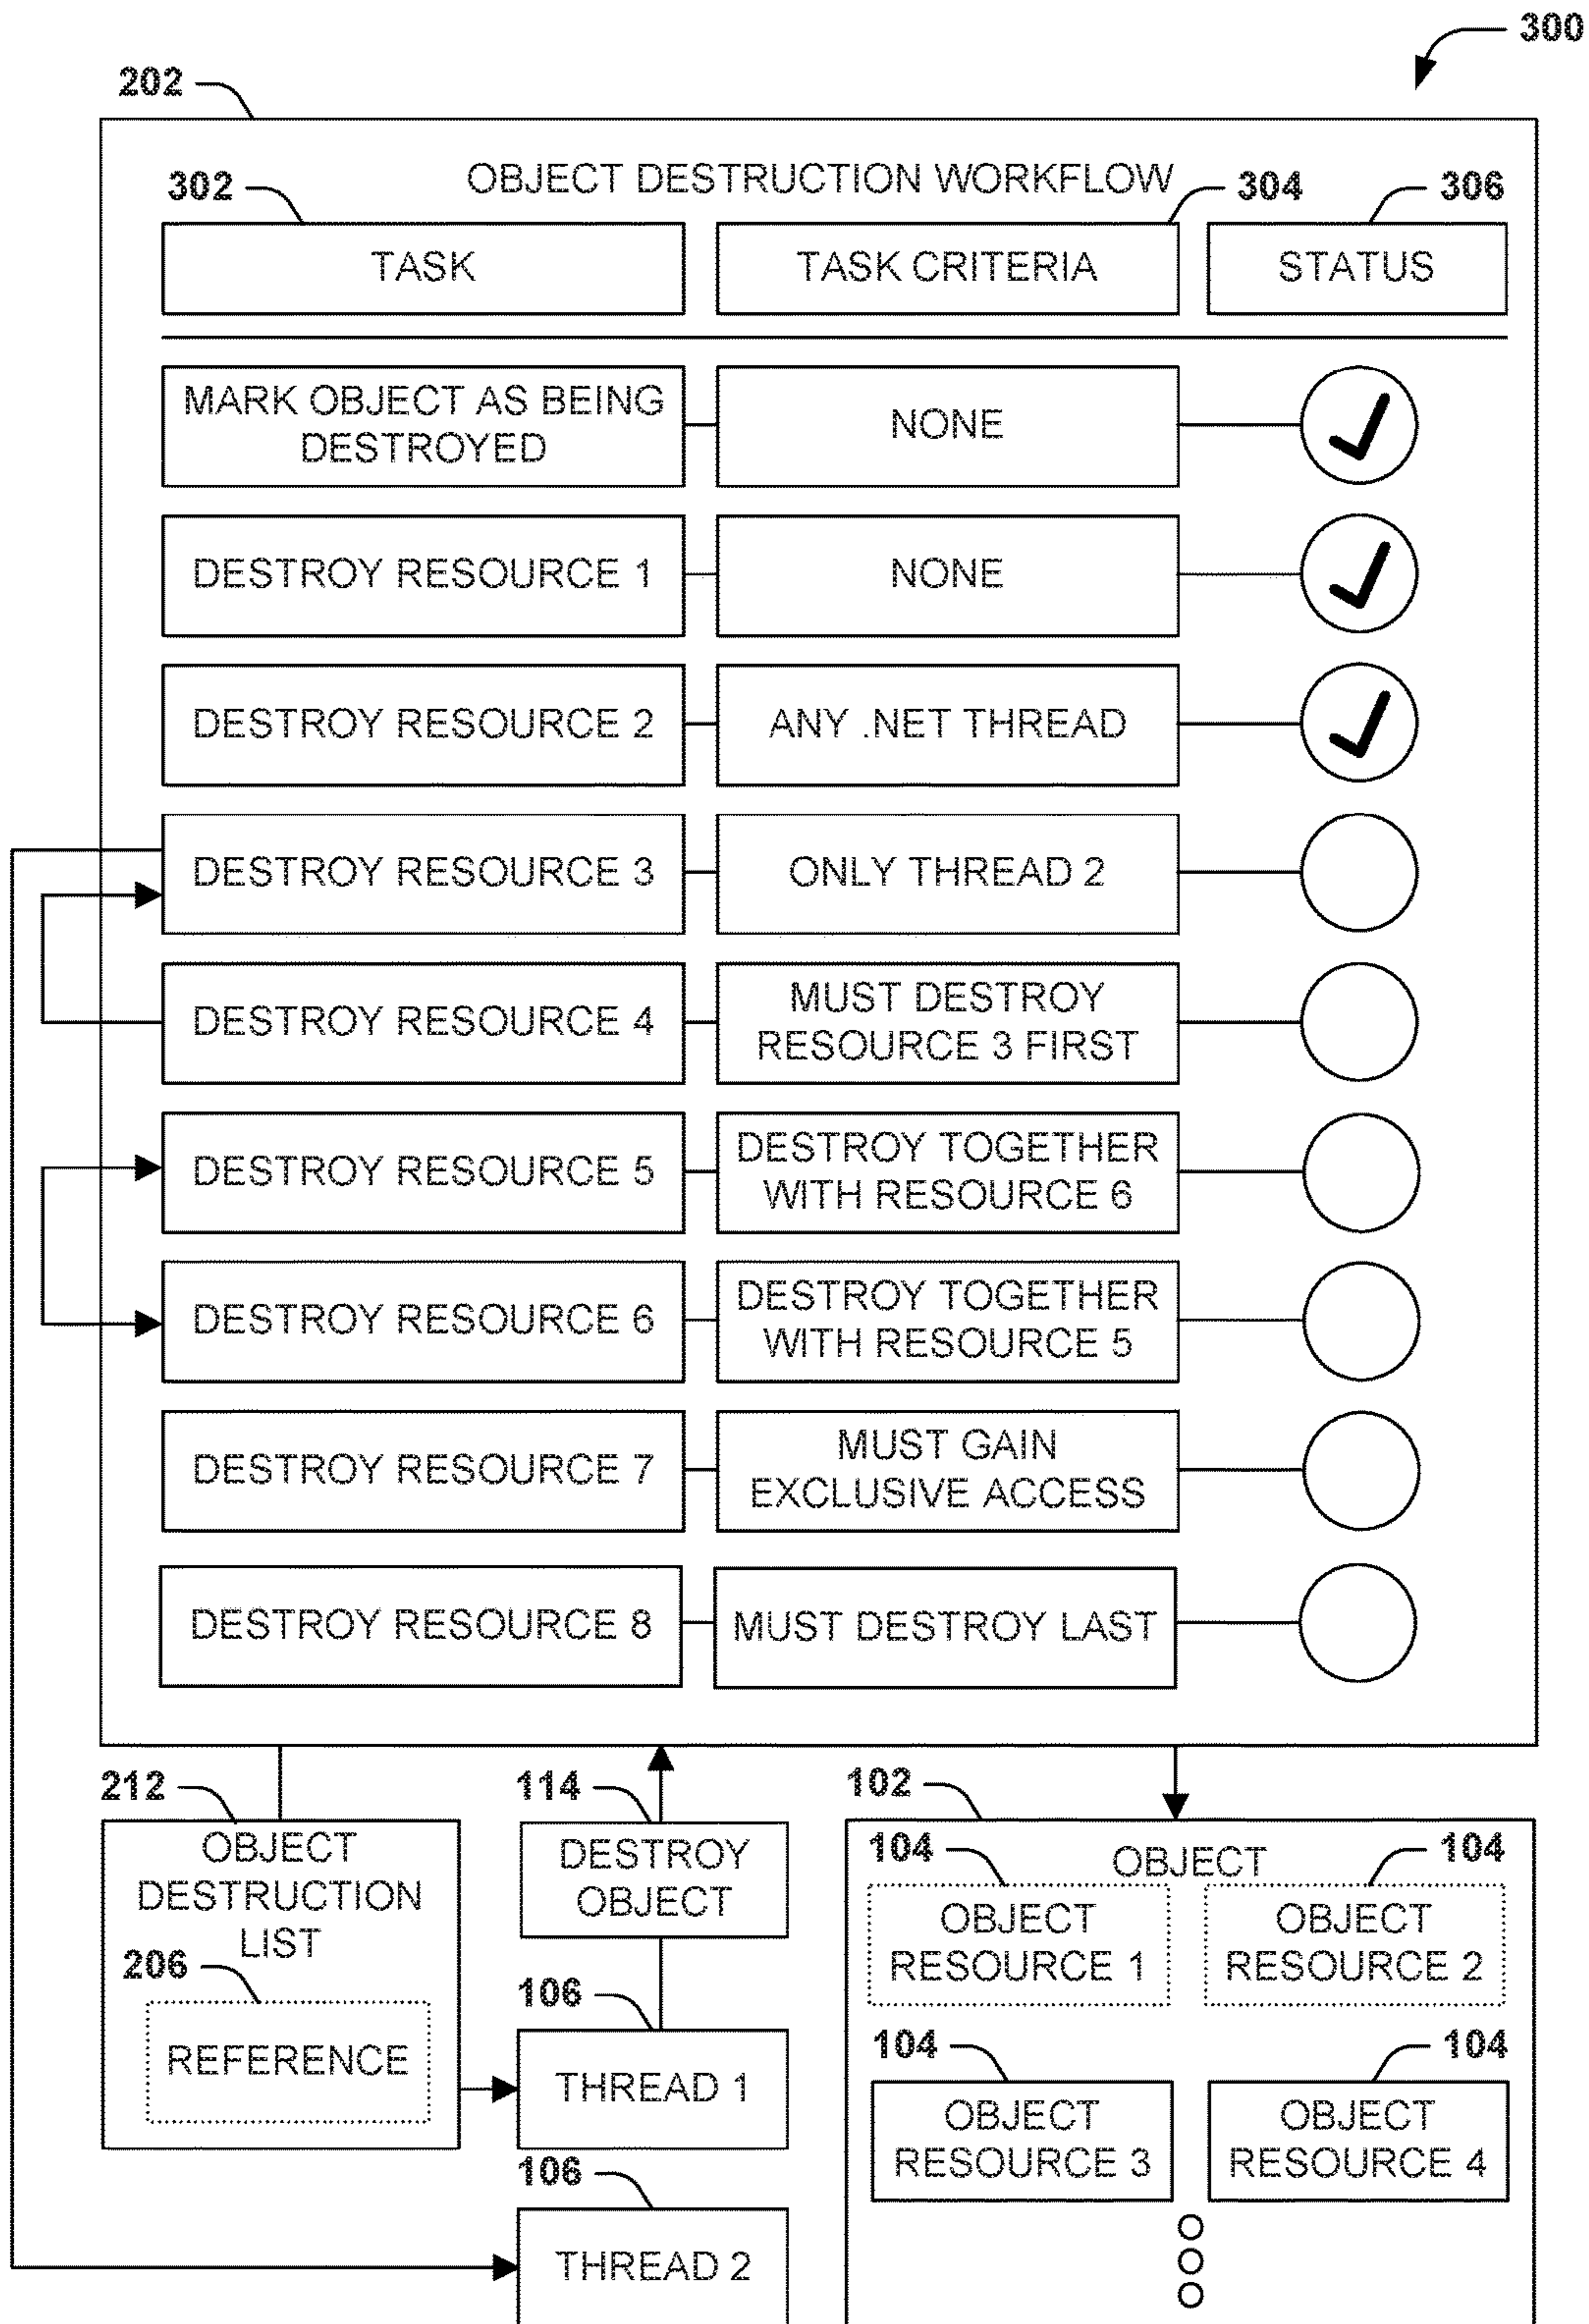 300
202
OBJECT DESTRUCTION WORKFLOW
302
304
306
TASK
TASK CRITERIA
STATUS
MARK OBJECT AS BEING
DESTROYED
NONE
DESTROY RESOURCE 1
NONE
DESTROY RESOURCE 2
ANY .NET THREAD
DESTROY RESOURCE 3
ONLY THREAD 2
DESTROY RESOURCE 4
MUST DESTROY
RESOURCE 3 FIRST
DESTROY RESOURCE 5
DESTROY TOGETHER
WITH RESOURCE 6
DESTROY RESOURCE 6
DESTROY TOGETHER
WITH RESOURCE 5
DESTROY RESOURCE 7
MUST GAIN
EXCLUSIVE ACCESS
DESTROY RESOURCE 8
MUST DESTROY LAST
212
OBJECT
DESTRUCTION
LIST
206
REFERENCE
114
DESTROY
OBJECT
106
THREAD 1
106
THREAD 2
102
OBJECT
104
OBJECT
RESOURCE 1
104
OBJECT
RESOURCE 2
104
OBJECT
RESOURCE 3
104
OBJECT
RESOURCE 4